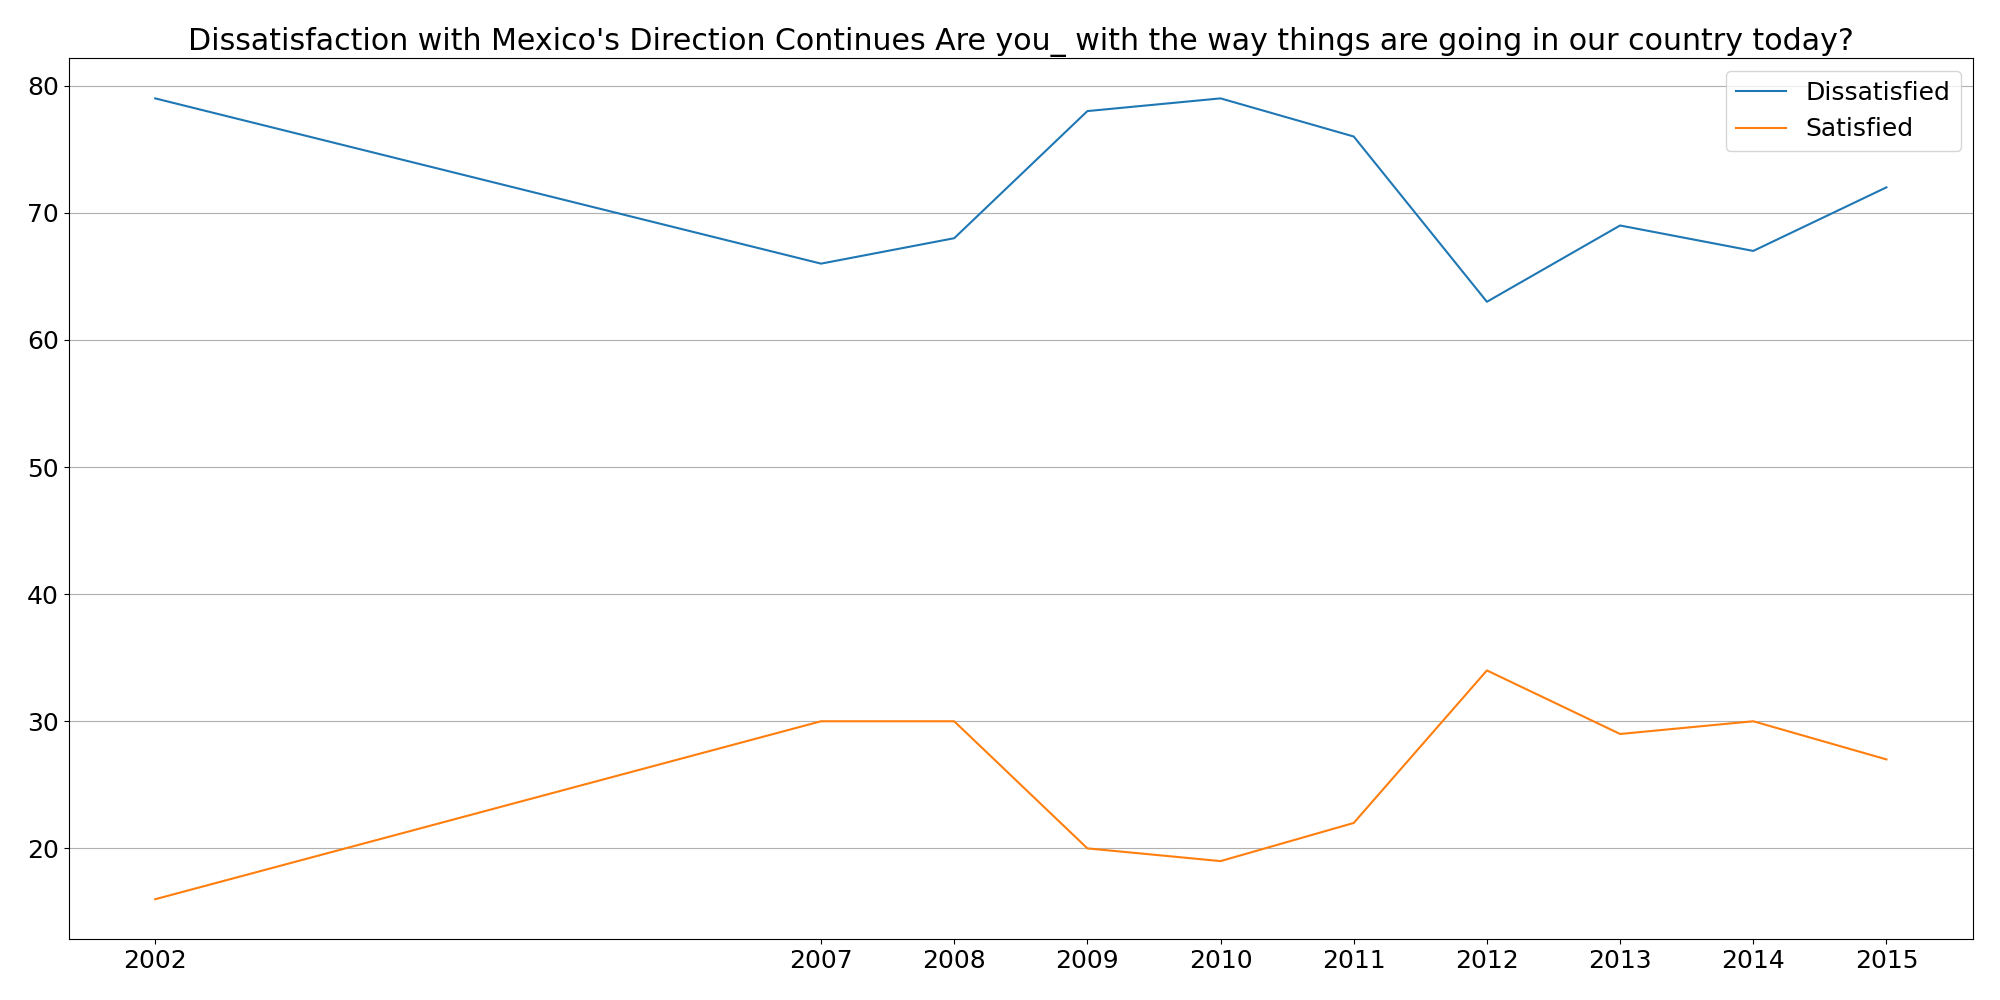 Dissatisfaction with Mexico's Direction Continues Are you_ with the way things are going in our country today?
Dissatisfied
Satisfied
80
70
60
50
40
30
20
2002 2007 2008 2009 2010 2011 2012 2013 2014 2015